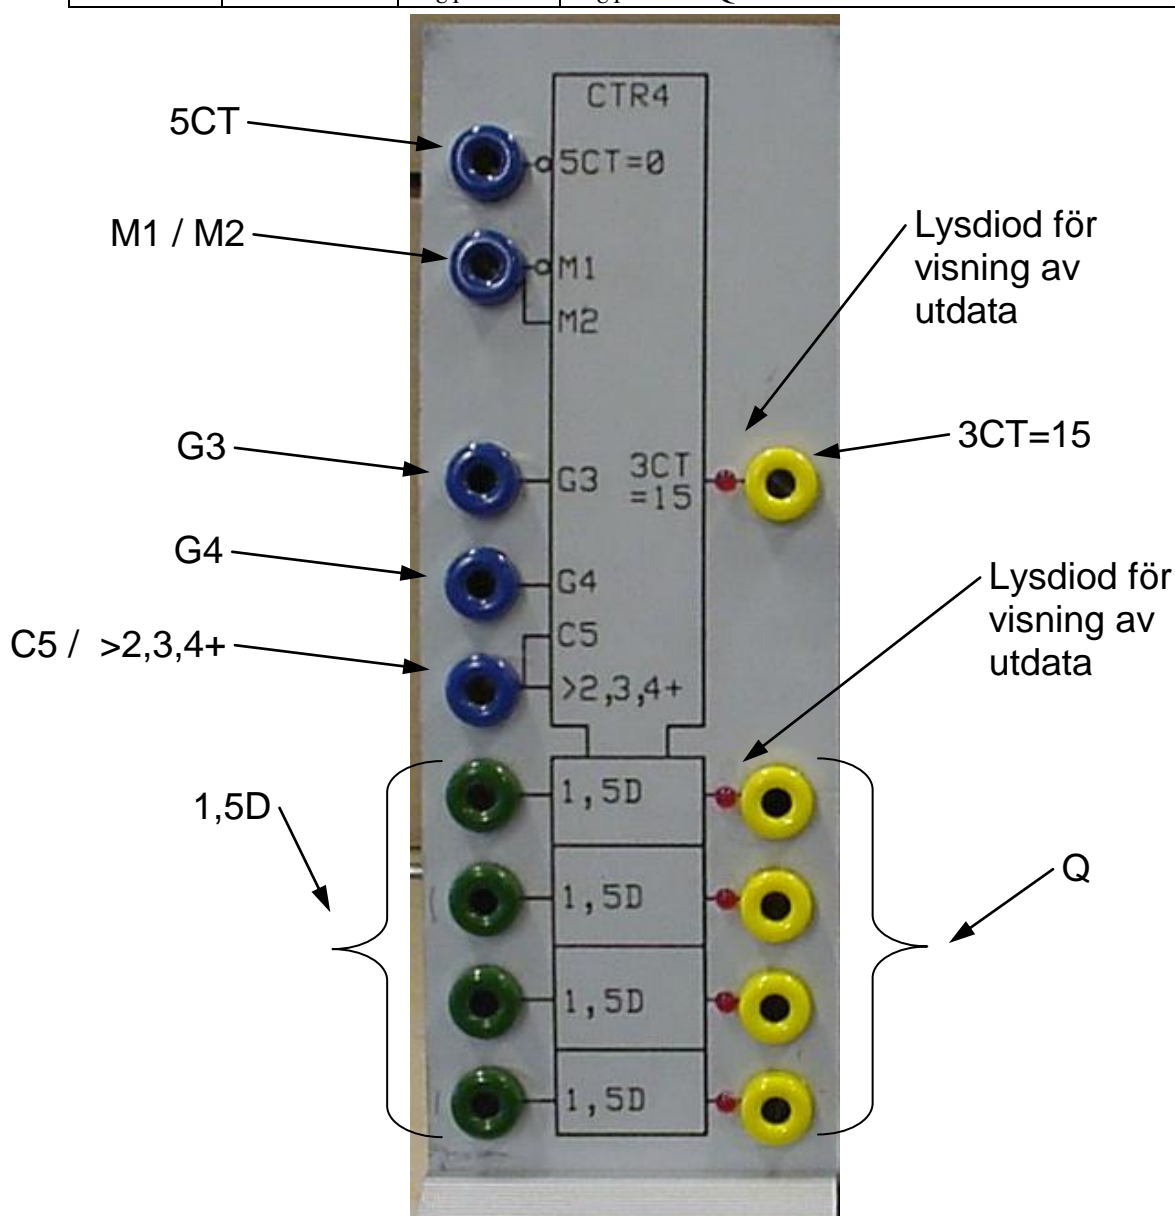 CTR4
5CT
5CT=0
M1 / M2
M1
M2
Lysdiod för
visning av
utdata
G3
G3
3CT
=15
3CT=15
G4
G4
C5
C5 / >2,3,4+
>2,3,4+
Lysdiod för
visning av
utdata
1,5D
1,5D
1,5D
1,5D
1,5D
Q